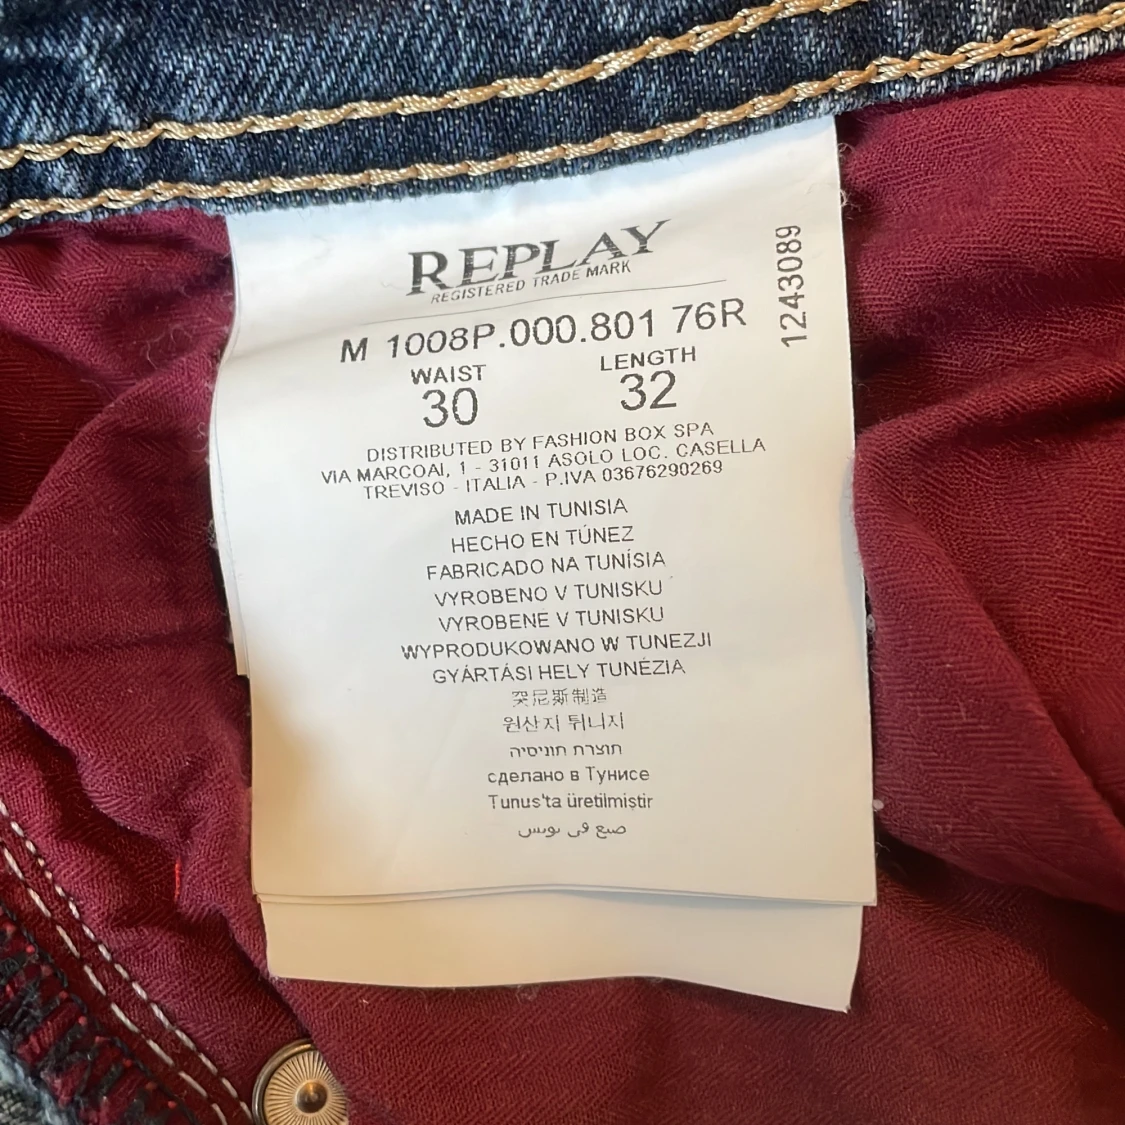 REPLAY
REGISTERED TRADE MARK
1243089
M 1008P.000.801 76R
WAIST LENGTH
30 32
DISTRIBUTED BY FASHION BOX SPA
VIA MARCOAI, 1 - 31011 ASOLO LOC. CASELLA
TREVISO - ITALIA - P.IVA 03676290269
MADE IN TUNISIA
HECHO EN TÚNEZ
FABRICADO NA TUNÍSIA
VYROBENO V TUNISKU
VYROBENE V TUNISKU
WYPRODUKOWANO W TUNEZJI
GYÁRTÁSI HELY TUNÉZIA
突尼斯制造
원산지 튀니지
תוצרת תוניסיה
сделано в Тунисе
Tunus'ta üretilmiştir
صنع في تونس